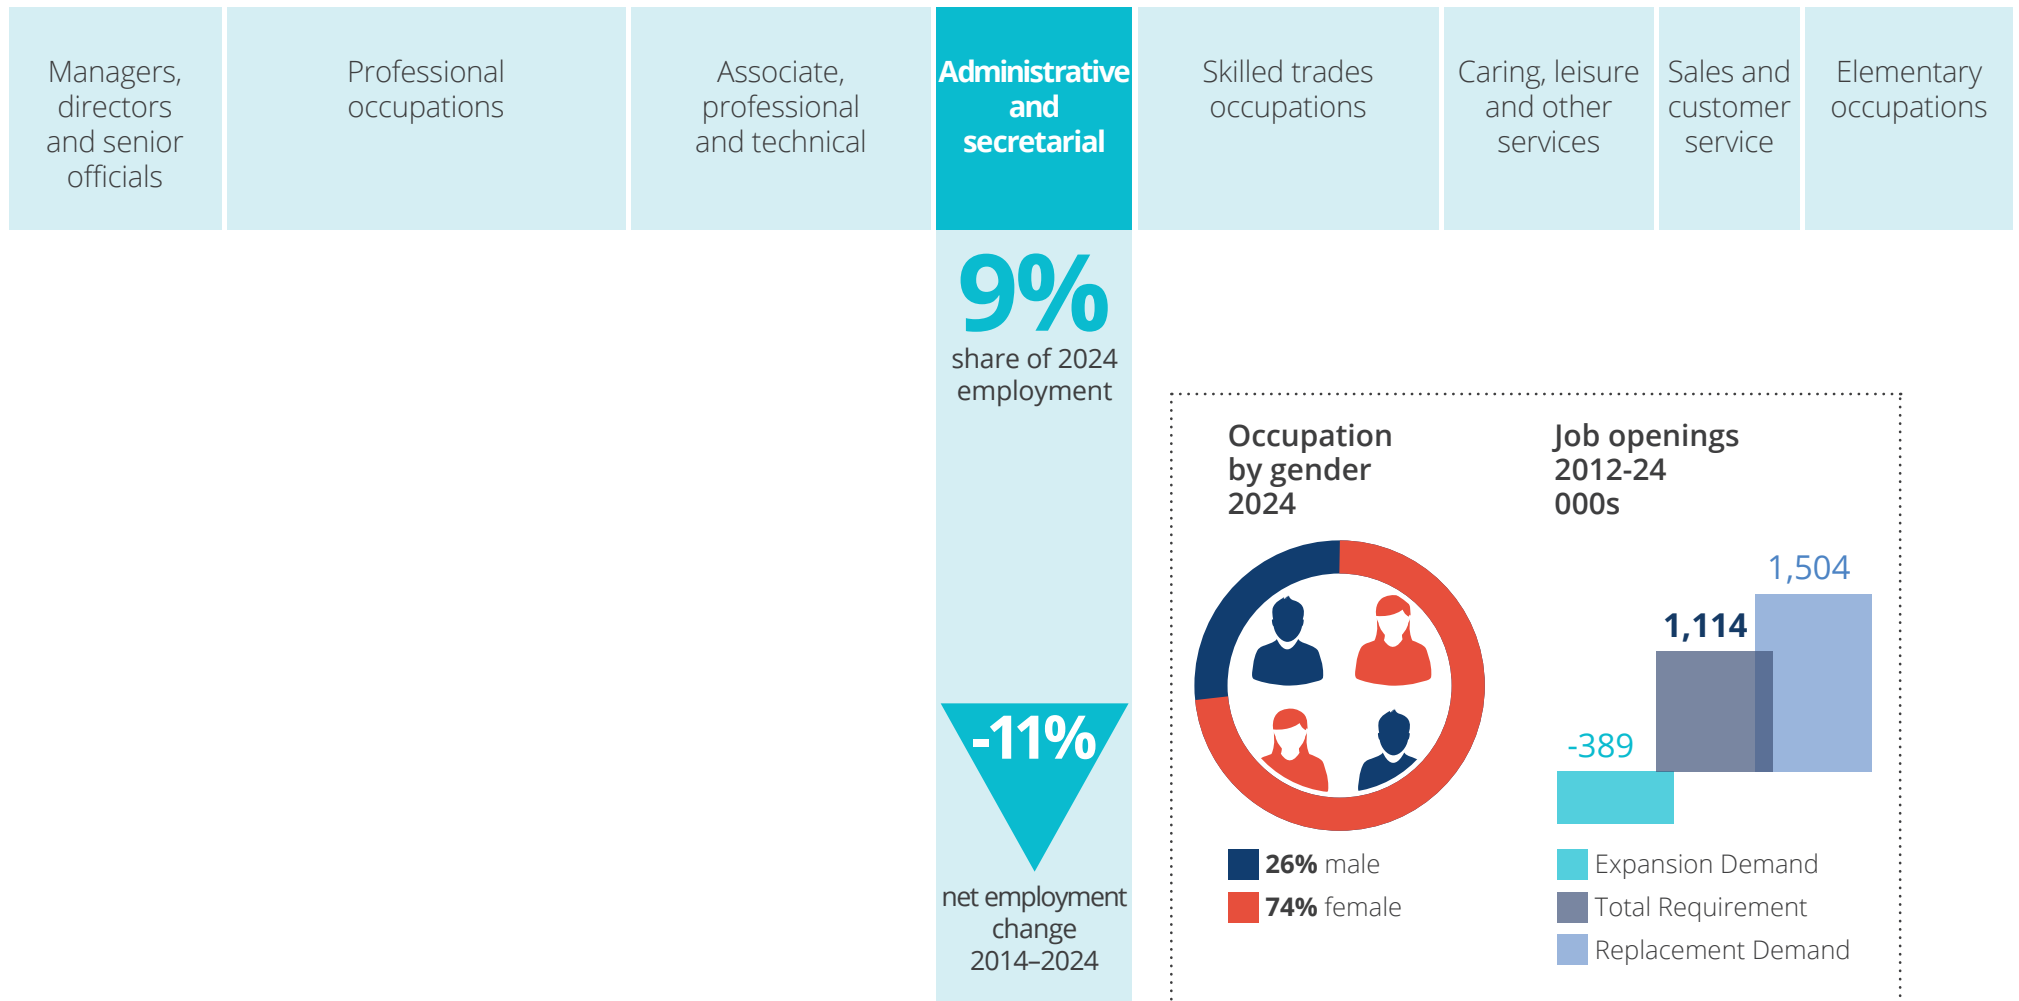 Managers,
directors
and senior
officials
Professional
occupations
Associate,
professional
and technical
Administrative
and
secretarial
Skilled trades
occupations
Caring, leisure
and other
services
Sales and
customer
service
Elementary
occupations
9%
share of 2024
employment
-11%
net employment
change
2014–2024
Occupation
by gender
2024
26% male
74% female
Job openings
2012-24
000s
1,504
1,114
-389
Expansion Demand
Total Requirement
Replacement Demand